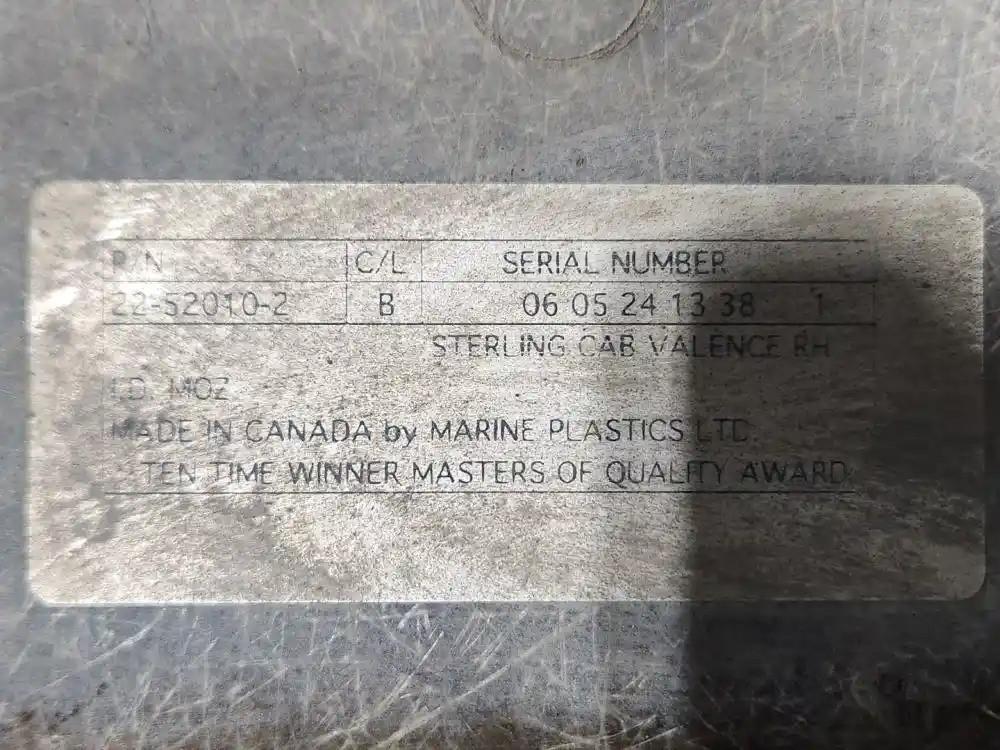 P/N C/L SERIAL NUMBER
22-52010-2 B 06 05 24 13 38 1
STERLING CAB VALENCE RH
I.D. MOZ
MADE IN CANADA by MARINE PLASTICS LTD.
TEN TIME WINNER MASTERS OF QUALITY AWARD